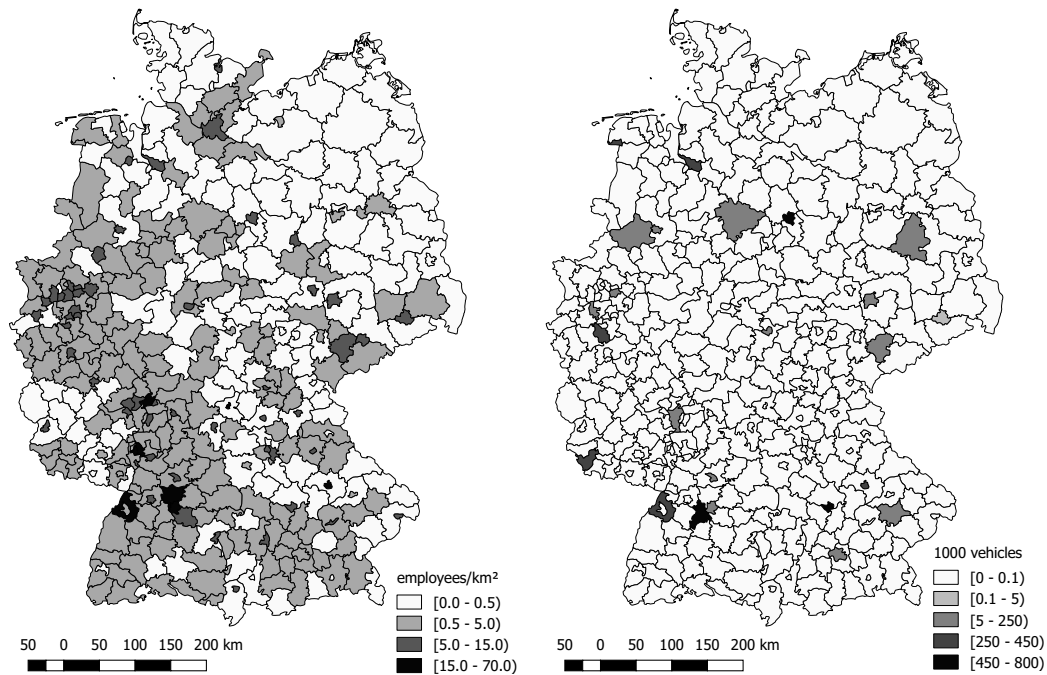 employees/km²
[0.0 - 0.5)
[0.5 - 5.0)
[5.0 - 15.0)
[15.0 - 70.0)
50 0 50 100 150 200 km
1000 vehicles
[0 - 0.1)
[0.1 - 5)
[5 - 250)
[250 - 450)
[450 - 800)
50 0 50 100 150 200 km